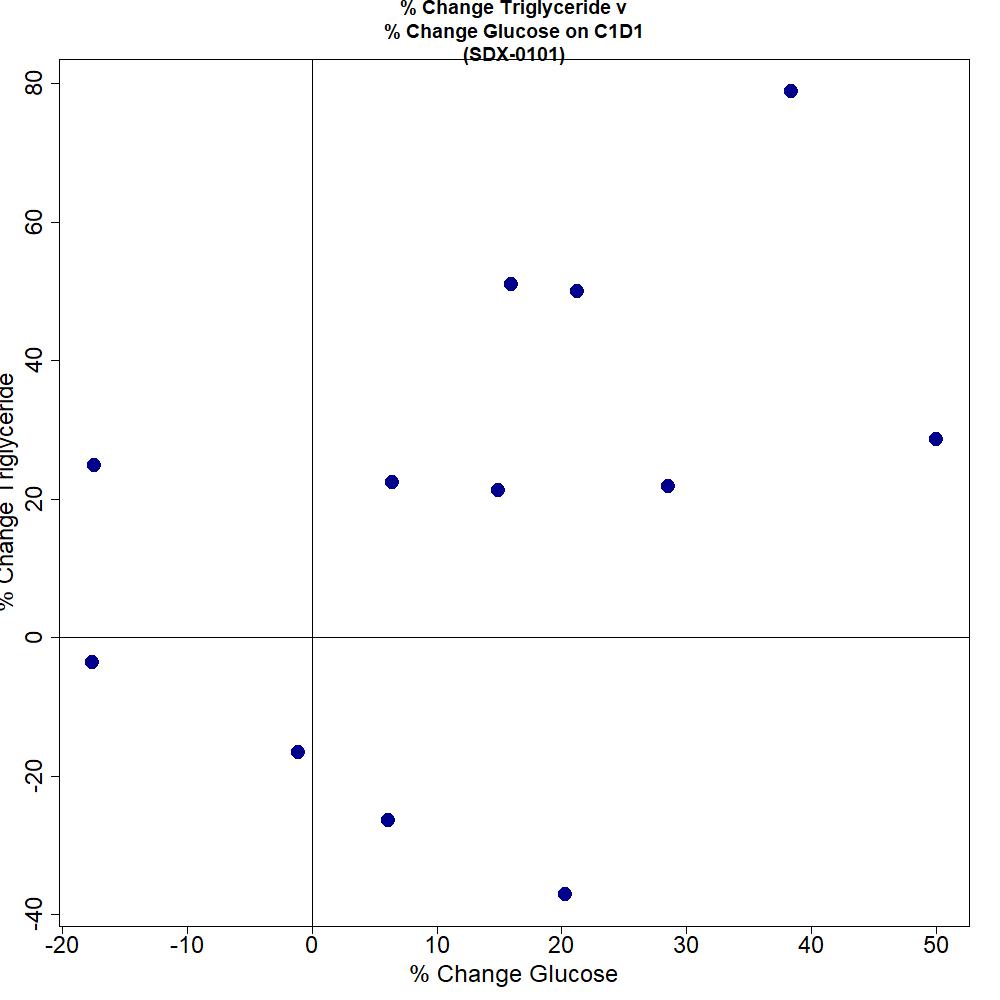 % Change Triglyceride v
% Change Glucose on C1D1
(SDX-0101)
80
60
40
20
0
-20
-40
% Change Triglyceride
-20 -10 0 10 20 30 40 50
% Change Glucose